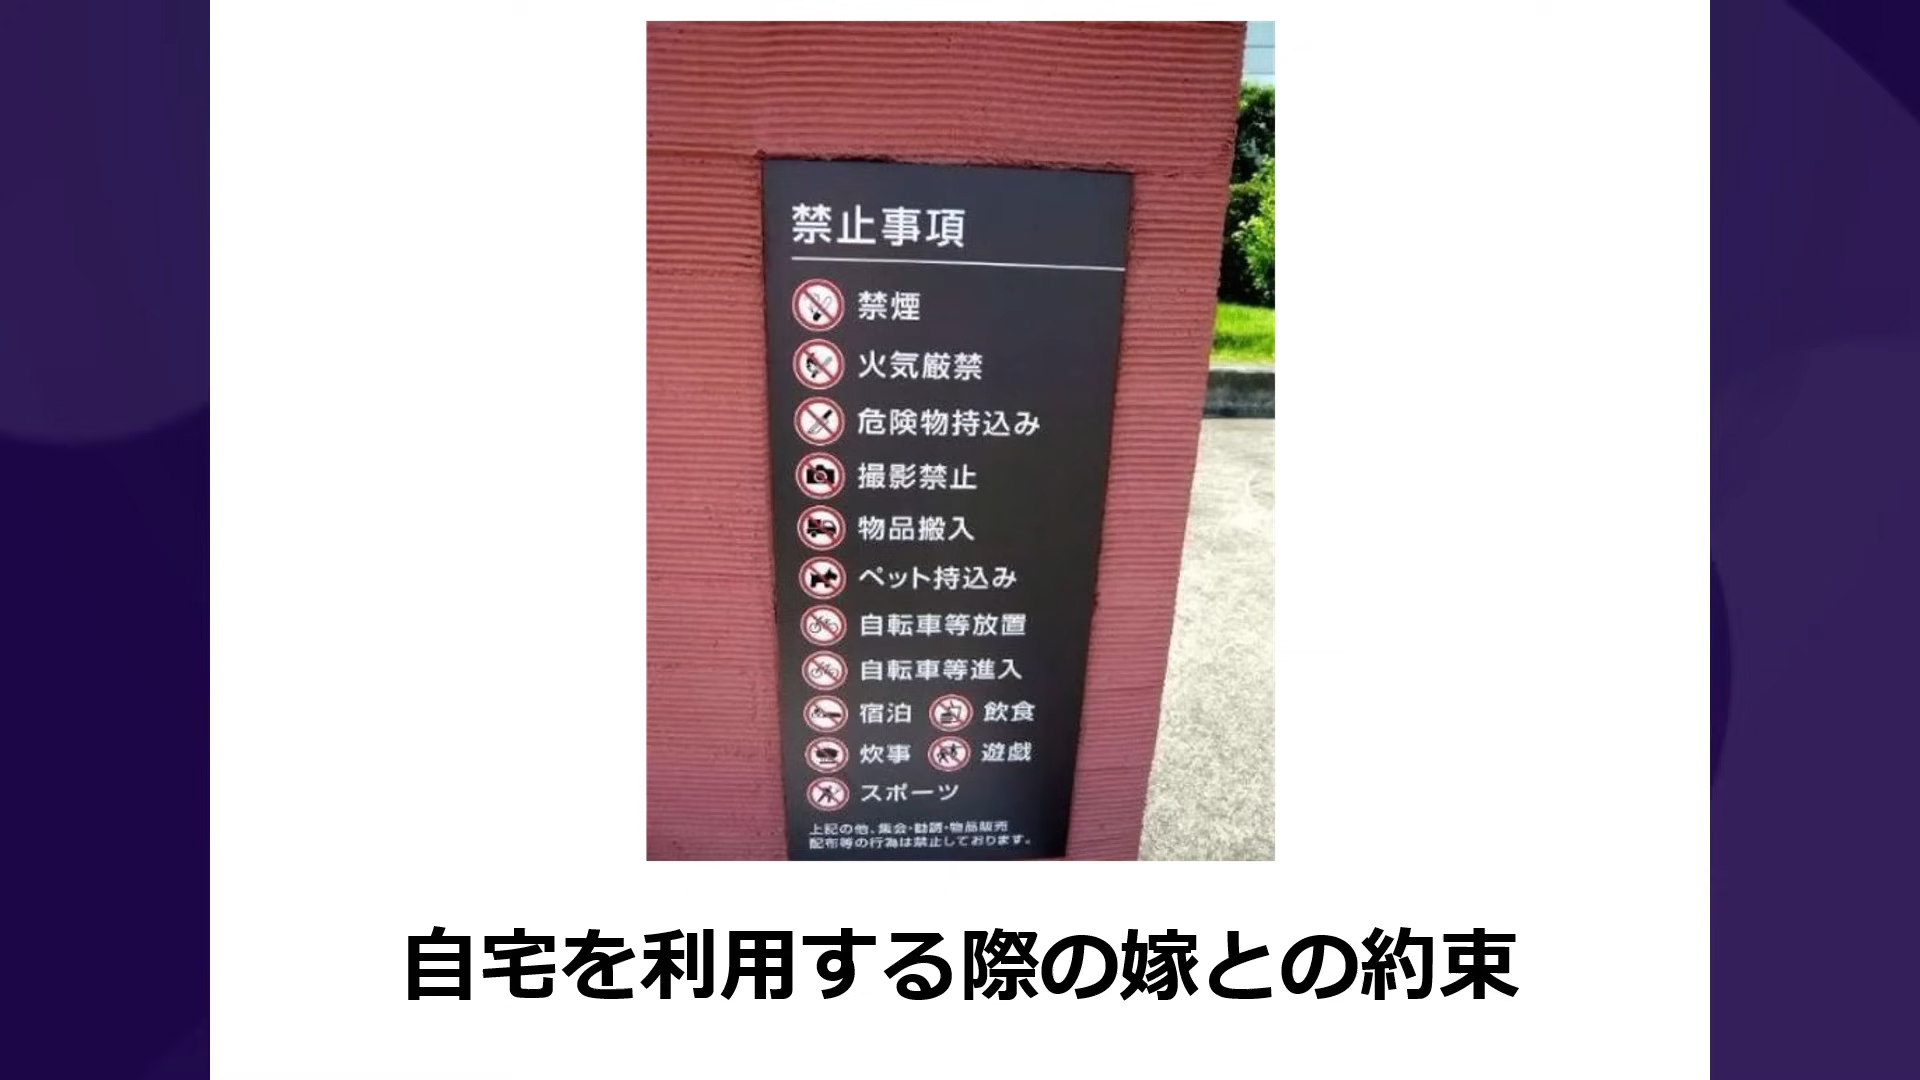 禁止事項
禁煙
火気厳禁
危険物持込み
撮影禁止
物品搬入
ペット持込み
自転車等放置
自転車等進入
宿泊 飲食
炊事 遊戯
スポーツ
上記の他、集会・勧誘・物品販売
配布等の行為は禁止しております。
自宅を利用する際の嫁との約束